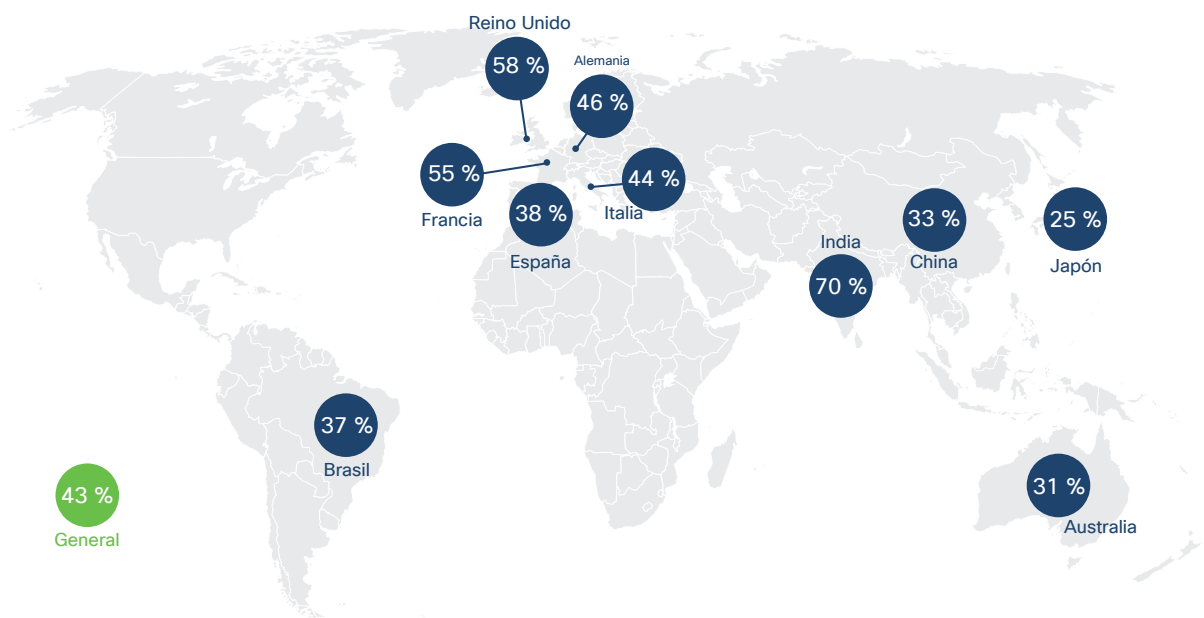 Reino Unido
58 %
Alemania
46 %
55 %
Francia
44 %
Italia
38 %
España
33 %
China
25 %
Japón
India
70 %
37 %
Brasil
31 %
Australia
43 %
General